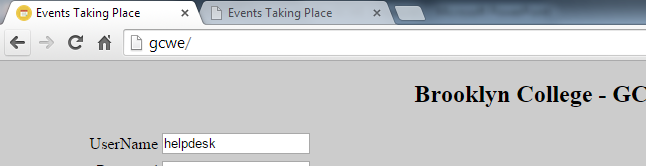 Events Taking Place Events Taking Place
gcwe/
Brooklyn College - GC
UserName helpdesk